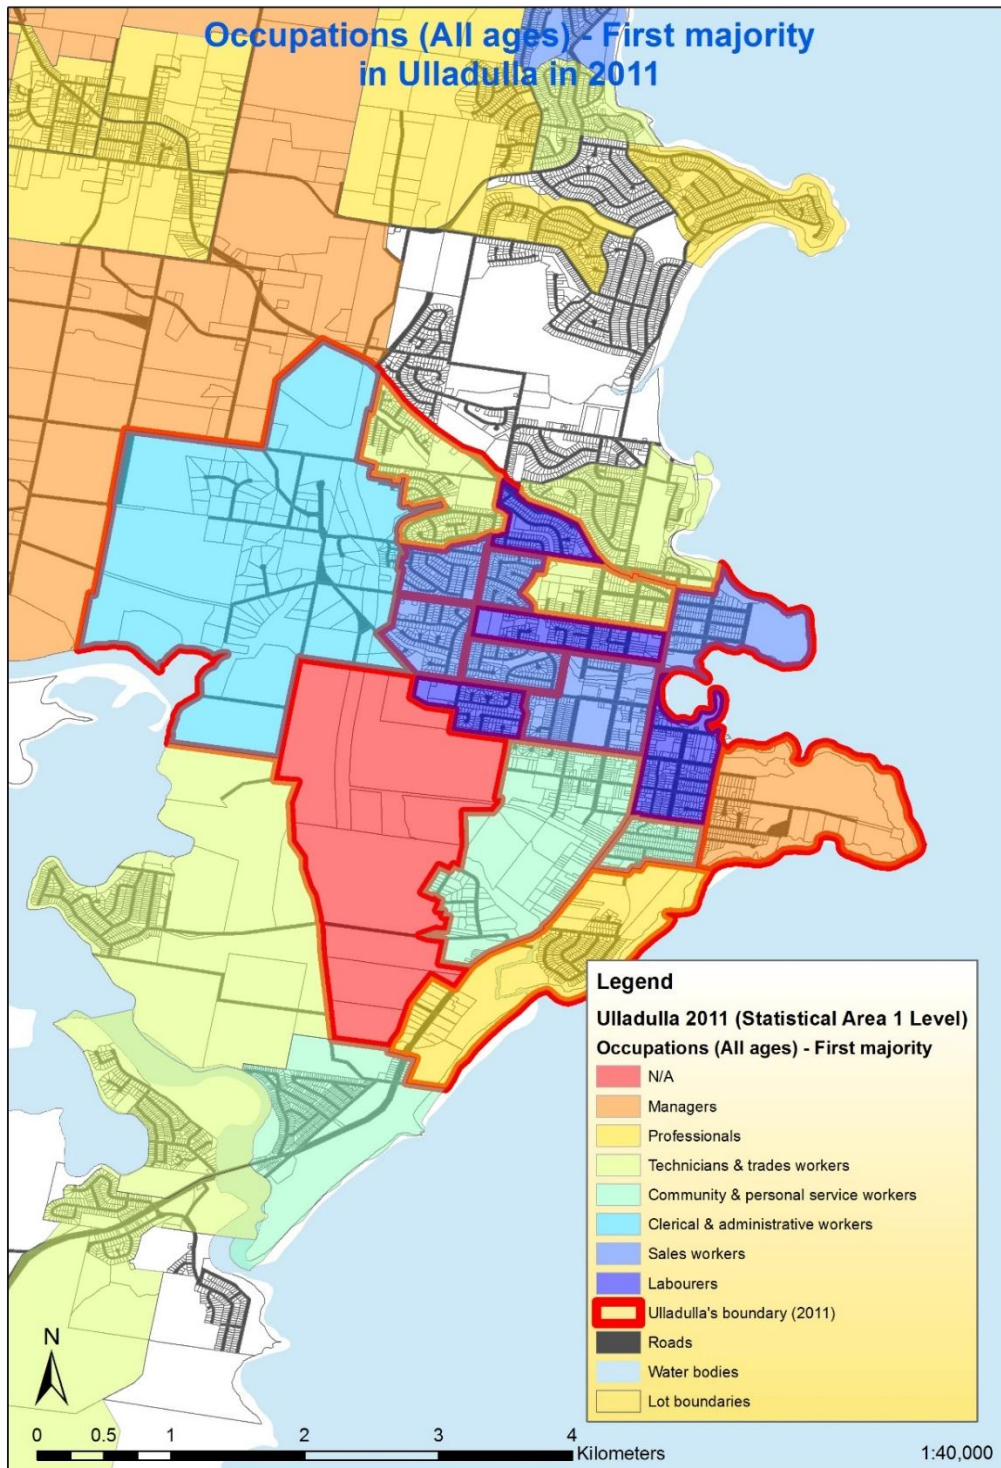 Occupations (All ages) - First majority
in Ulladulla in 2011
Legend
Ulladulla 2011 (Statistical Area 1 Level)
Occupations (All ages) - First majority
N/A
Managers
Professionals
Technicians & trades workers
Community & personal service workers
Clerical & administrative workers
Sales workers
Labourers
Ulladulla's boundary (2011)
Roads
Water bodies
Lot boundaries
N
0 0.5 1 2 3 4
Kilometers
1:40,000